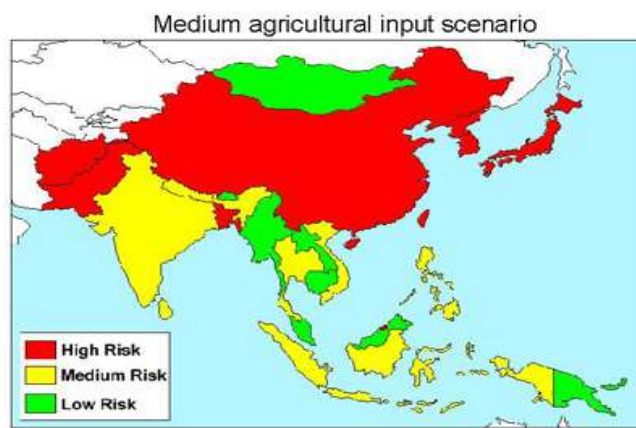 Medium agricultural input scenario
High Risk
Medium Risk
Low Risk